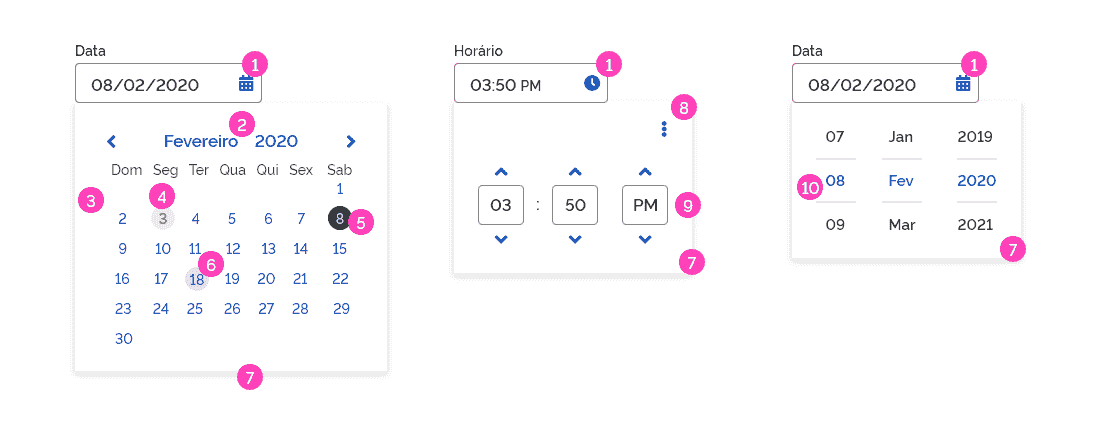 Data
1
08/02/2020
2
Fevereiro 2020
Dom Seg Ter Qua Qui Sex Sab
1
3
4
2 3 4 5 6 7 8
5
9 10 11 12 13 14 15
6
16 17 18 19 20 21 22
23 24 25 26 27 28 29
30
7
Horário
1
03:50 PM
8
03 : 50 PM
9
7
Data
1
08/02/2020
07 Jan 2019
10
08 Fev 2020
09 Mar 2021
7